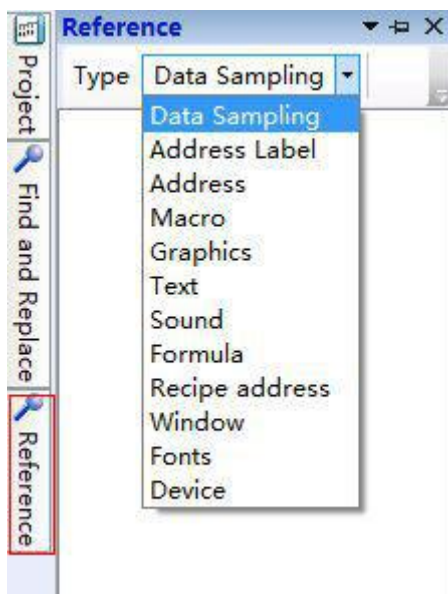 Reference
Type Data Sampling
Data Sampling
Address Label
Address
Macro
Graphics
Text
Sound
Formula
Recipe address
Window
Fonts
Device
Project
Find and Replace
Reference